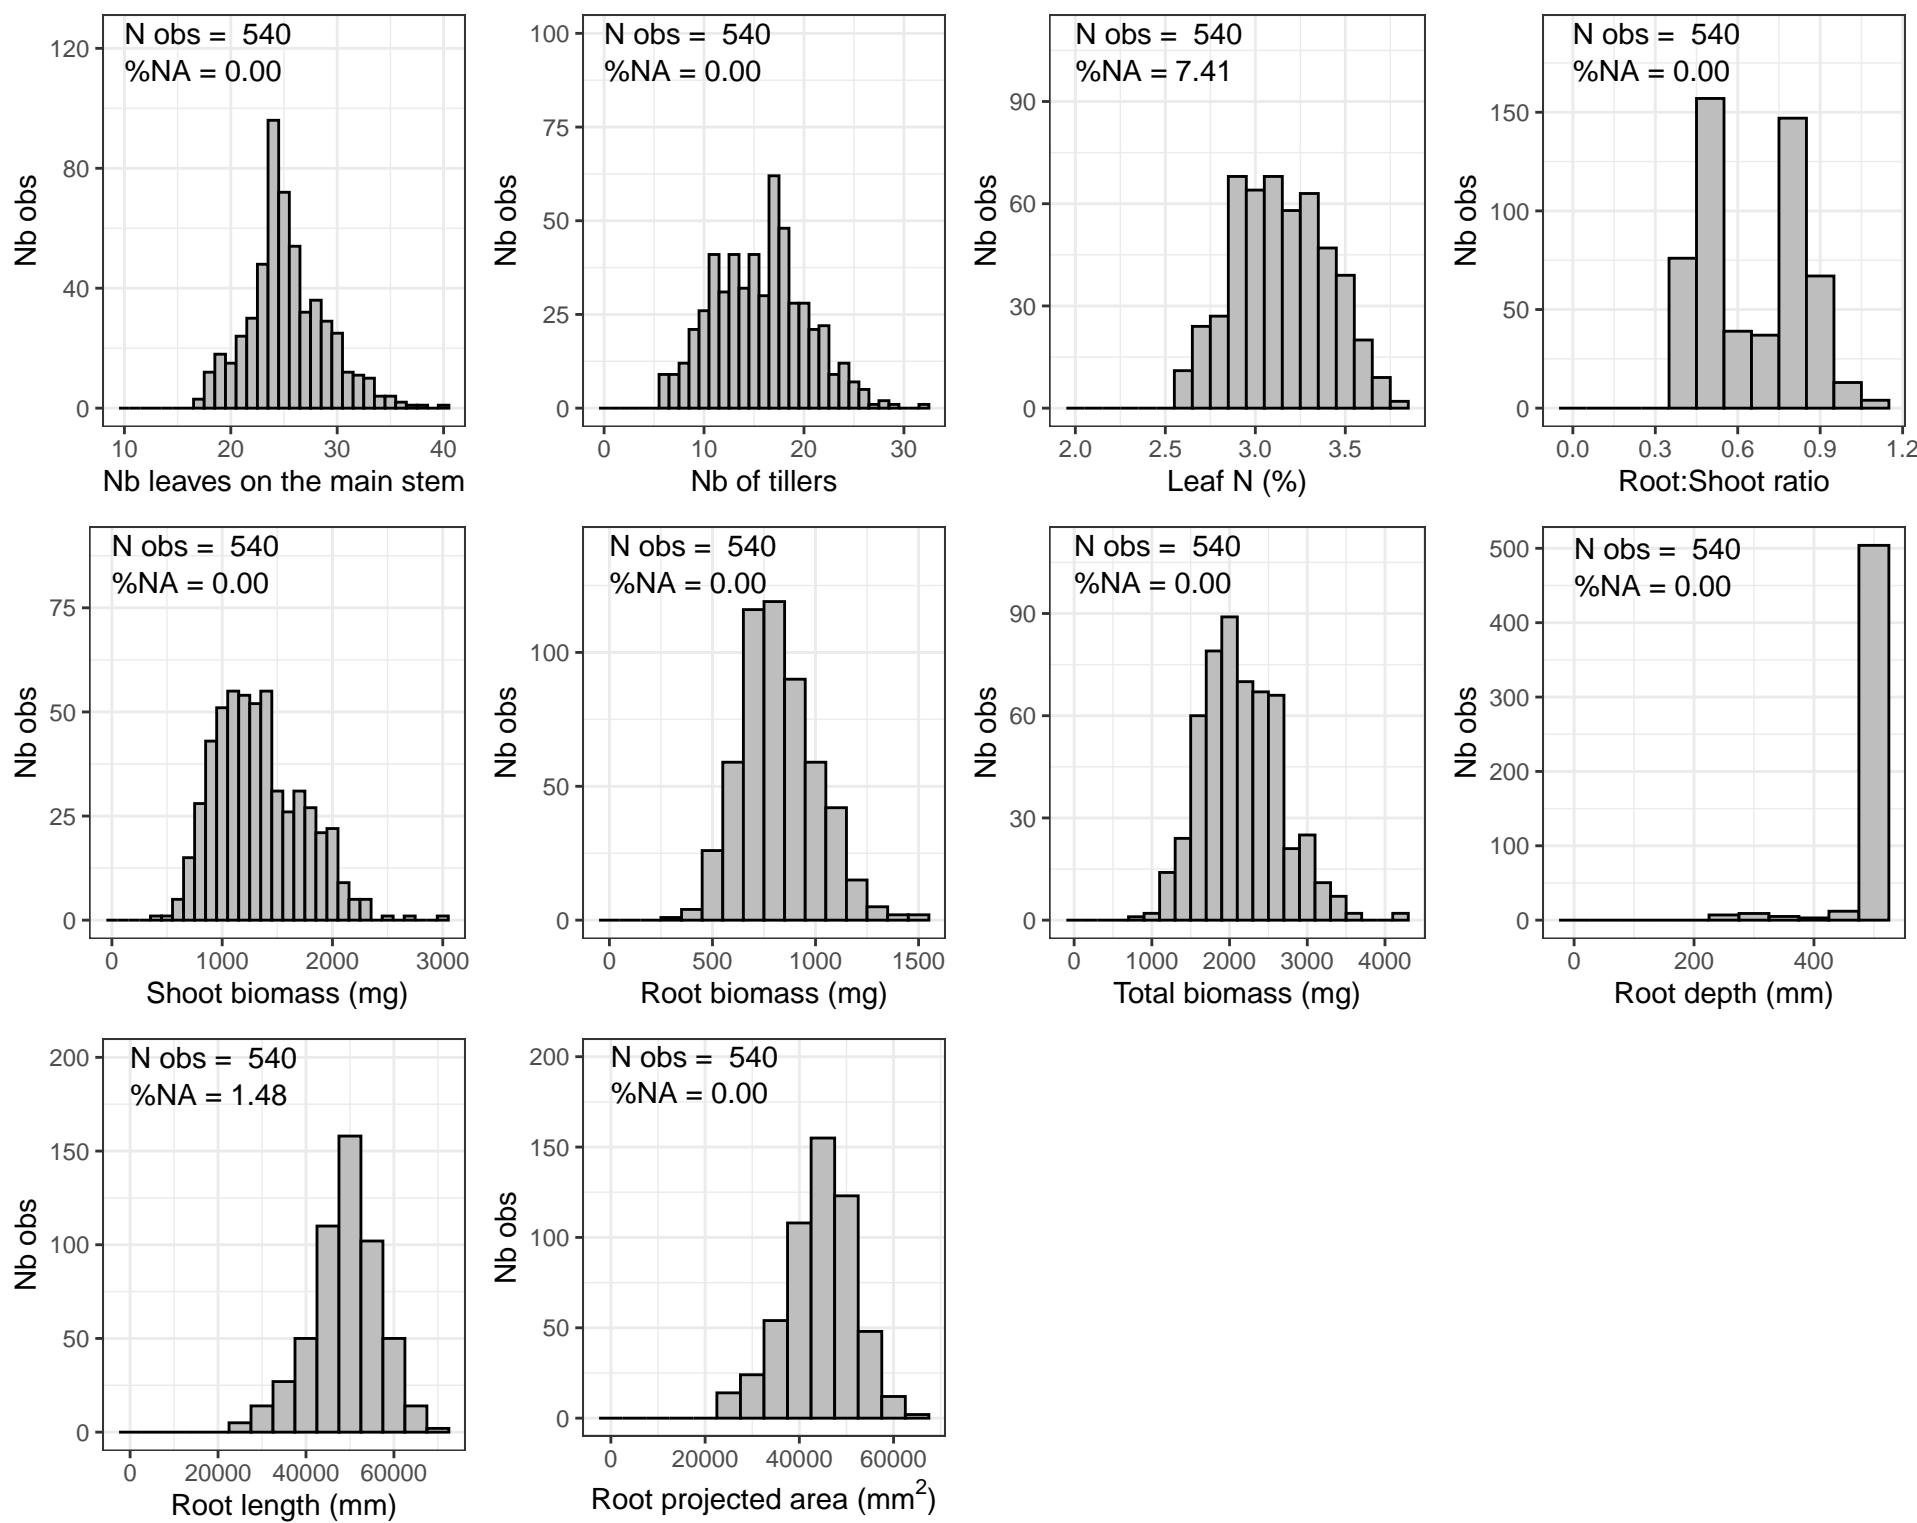 N obs =  540
%NA = 0.00
Nb obs
120
80
40
0
10 20 30 40
Nb leaves on the main stem
N obs =  540
%NA = 0.00
Nb obs
100
75
50
25
0
0 10 20 30
Nb of tillers
N obs =  540
%NA = 7.41
Nb obs
90
60
30
0
2.0 2.5 3.0 3.5
Leaf N (%)
N obs =  540
%NA = 0.00
Nb obs
150
100
50
0
0.0 0.3 0.6 0.9 1.2
Root:Shoot ratio
N obs =  540
%NA = 0.00
Nb obs
75
50
25
0
0 1000 2000 3000
Shoot biomass (mg)
N obs =  540
%NA = 0.00
Nb obs
100
50
0
0 500 1000 1500
Root biomass (mg)
N obs =  540
%NA = 0.00
Nb obs
90
60
30
0
0 1000 2000 3000 4000
Total biomass (mg)
N obs =  540
%NA = 0.00
Nb obs
500
400
300
200
100
0
0 200 400
Root depth (mm)
N obs =  540
%NA = 1.48
Nb obs
200
150
100
50
0
0 20000 40000 60000
Root length (mm)
N obs =  540
%NA = 0.00
Nb obs
200
150
100
50
0
0 20000 40000 60000
Root projected area (mm²)